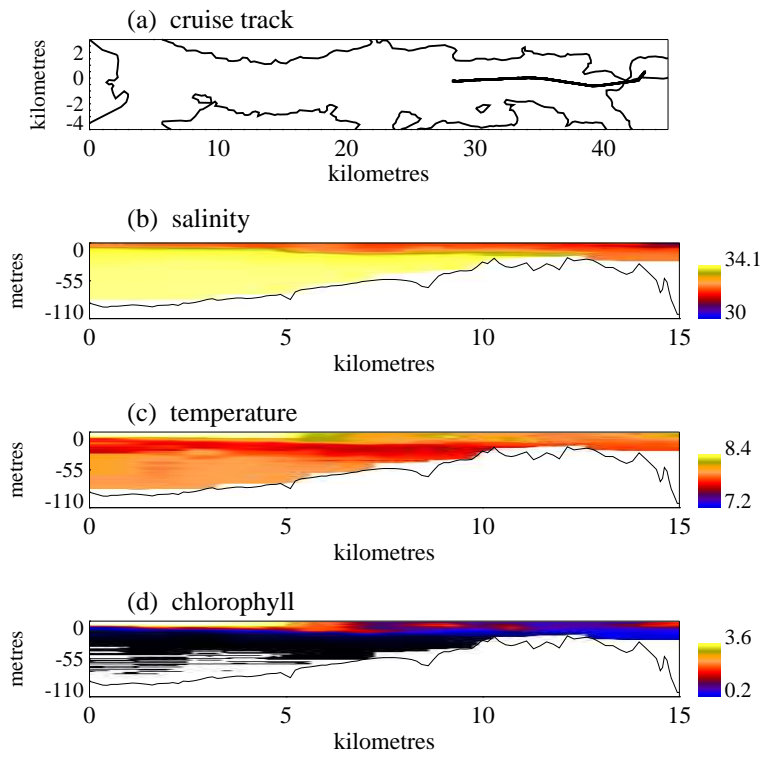 (a) cruise track
kilometres
2
0
-2
-4
0 10 20 30 40
kilometres
(b) salinity
metres
0
-55
-110
34.1
30
0 5 10 15
kilometres
(c) temperature
metres
0
-55
-110
8.4
7.2
0 5 10 15
kilometres
(d) chlorophyll
metres
0
-55
-110
3.6
0.2
0 5 10 15
kilometres